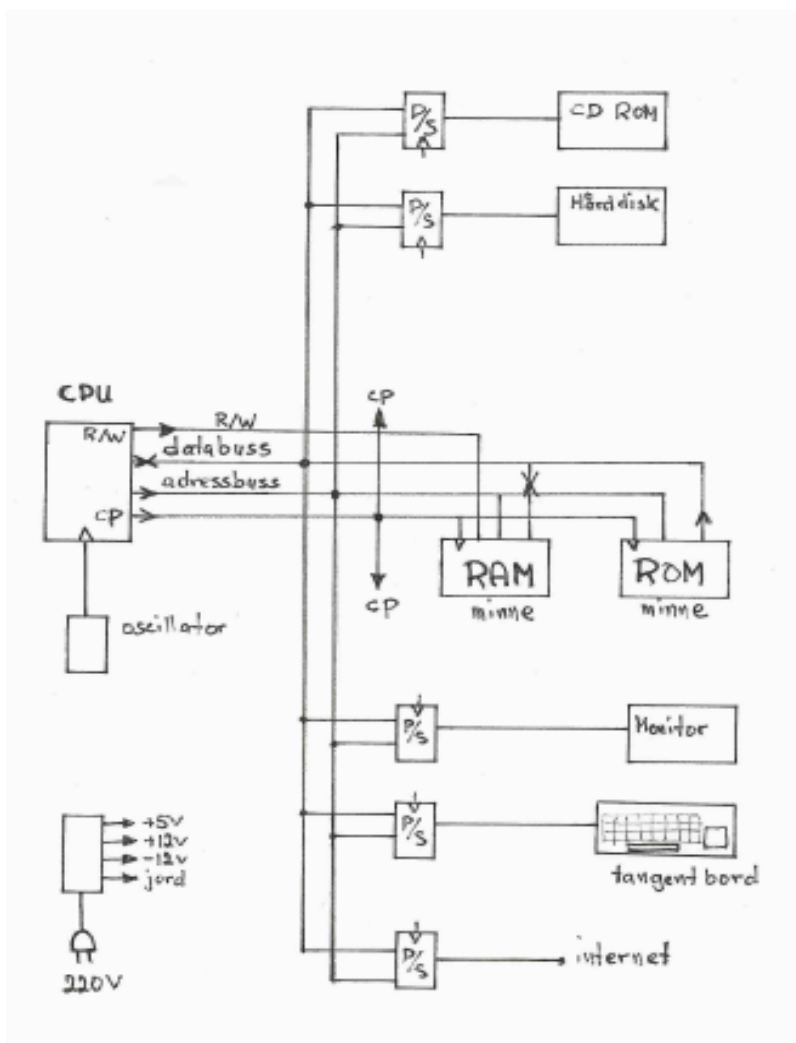 P/S
CD ROM
P/S
Hårddisk
CPU
CP
R/W
R/W
databuss
adressbuss
CP
RAM
ROM
CP
minne
minne
oscillator
P/S
Monitor
+5V
+12V
-12V
jord
P/S
tangent bord
P/S
internet
220V